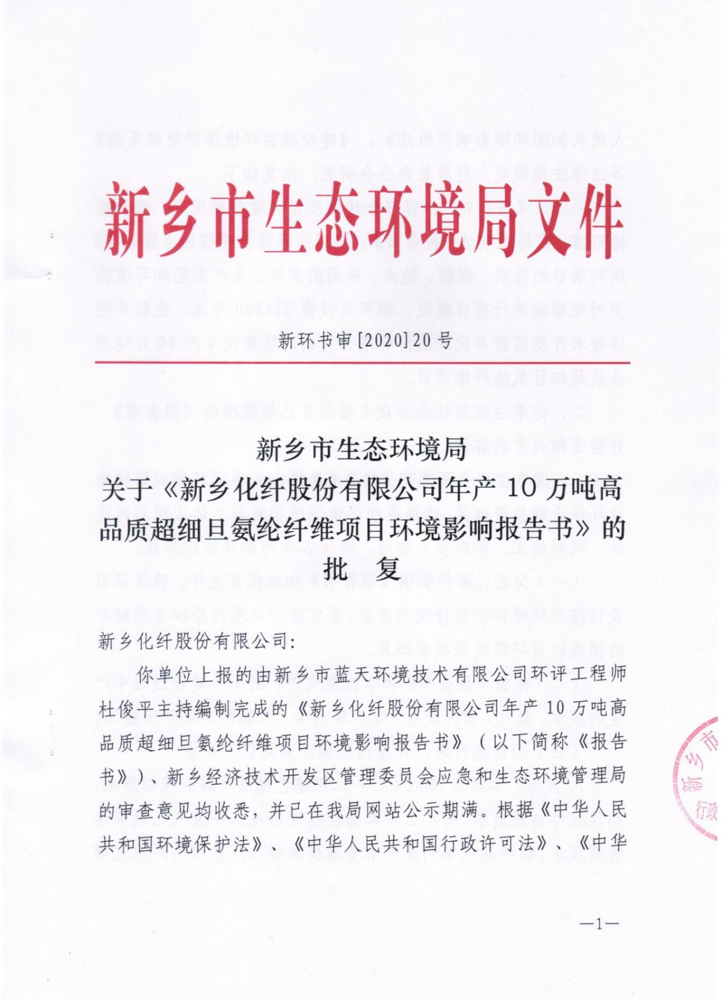 新乡市生态环境局文件
新环书审[2020]20号
新乡市生态环境局
关于《新乡化纤股份有限公司年产10万吨高
品质超细旦氨纶纤维项目环境影响报告书》的
批 复
新乡化纤股份有限公司:
你单位上报的由新乡市蓝天环境技术有限公司环评工程师
杜俊平主持编制完成的《新乡化纤股份有限公司年产 10 万吨高
品质超细旦氨纶纤维项目环境影响报告书》(以下简称《报告
书》)、新乡经济技术开发区管理委员会应急和生态环境管理局
的审查意见均收悉,并已在我局网站公示期满。根据《中华人民
共和国环境保护法》、《中华人民共和国行政许可法》、《中华
新乡市
行政
—1—